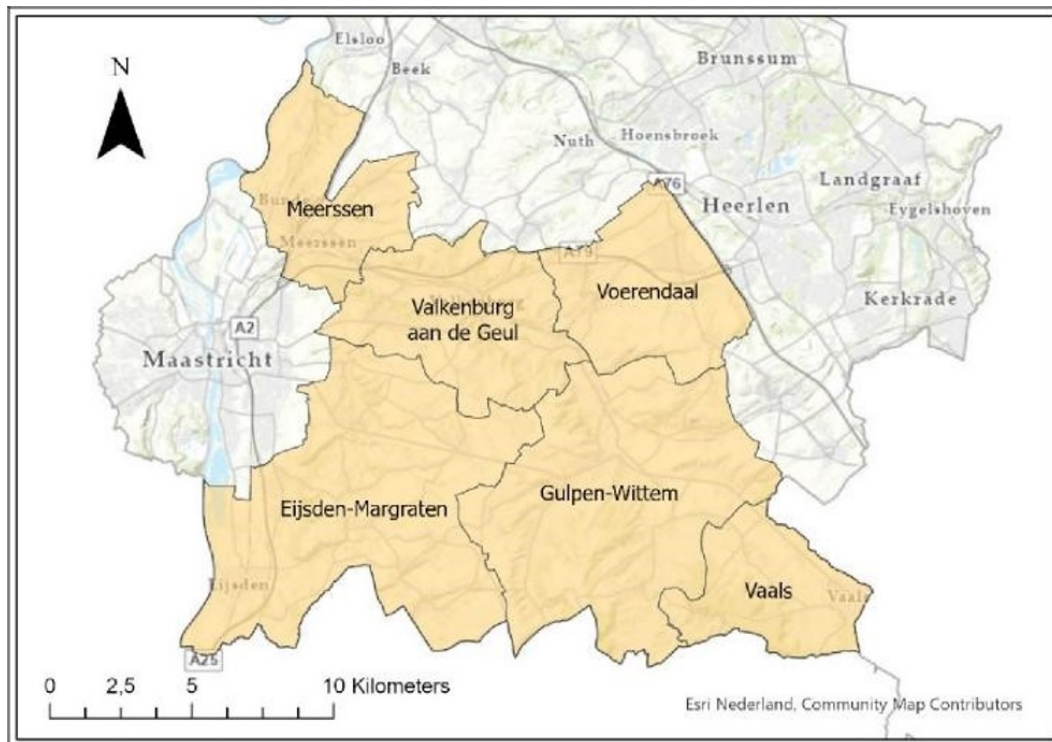 Elsloo
Beek
Brunssum
N
Nuth
Hoensbroek
A76
Landgraaf
Heerlen
Eygelshoven
Meerssen
Meerssen
A79
Voerendaal
Kerkrade
Valkenburg
aan de Geul
A2
Maastricht
Gulpen-Wittem
Eijsden-Margraten
Eijsden
Vaals
Vaals
A25
0 2,5 5 10 Kilometers
Esri Nederland, Community Map Contributors